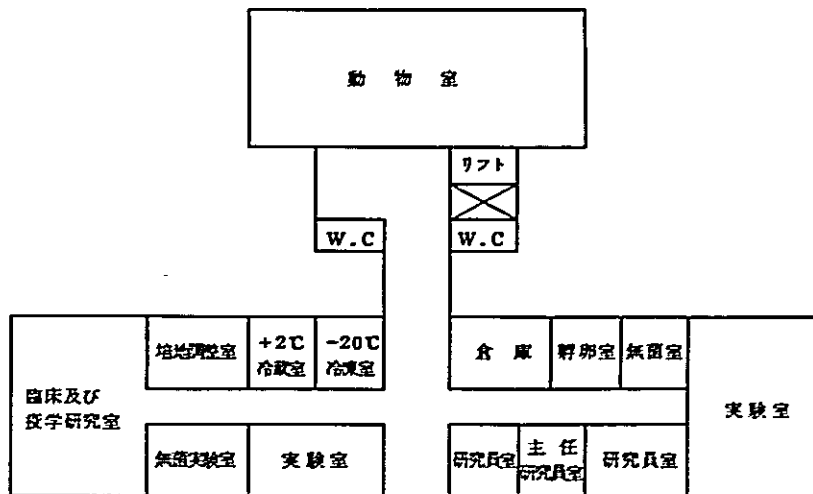 動物室
リフト
W.C
W.C
培地調整室
+2℃
冷蔵室
-20℃
冷凍室
倉庫
孵卵室
無菌室
臨床及び
疫学研究室
実験室
無菌実験室
実験室
研究員室
主任
研究員室
研究員室